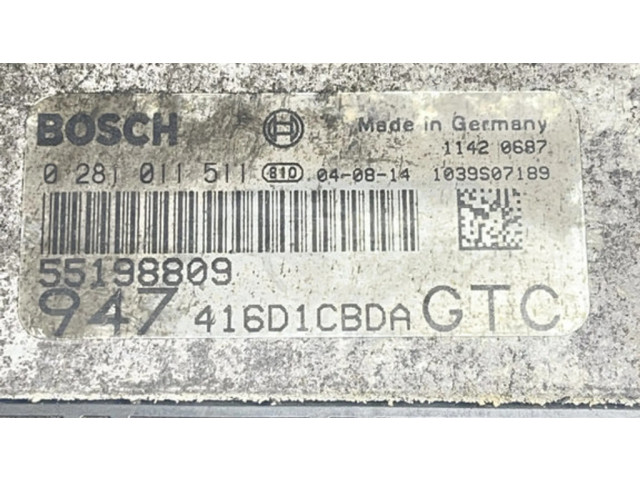 BOSCH Made in Germany
1142 0687
0 281 011 511 810 04-08-14 1039S07189
55198809
947 416D1CBDA GTC